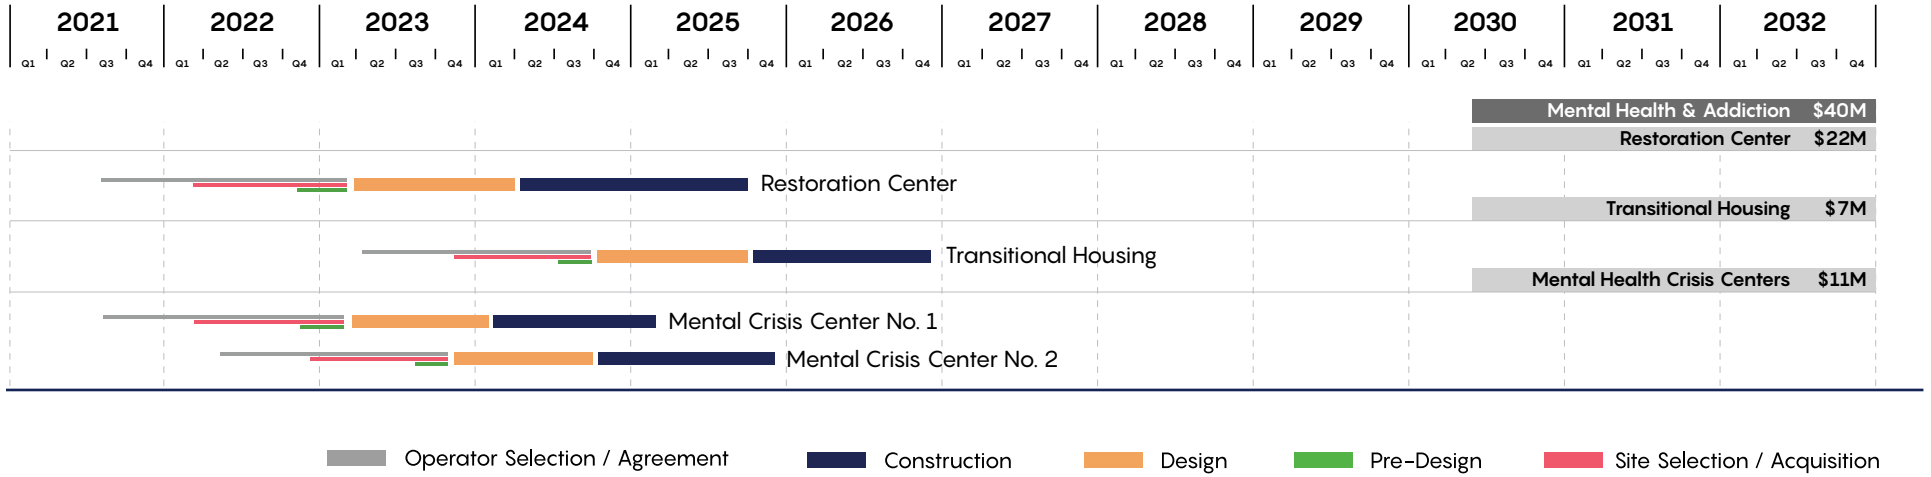 2021 2022 2023 2024 2025 2026 2027 2028 2029 2030 2031 2032
Q1 Q2 Q3 Q4 Q1 Q2 Q3 Q4 Q1 Q2 Q3 Q4 Q1 Q2 Q3 Q4 Q1 Q2 Q3 Q4 Q1 Q2 Q3 Q4 Q1 Q2 Q3 Q4 Q1 Q2 Q3 Q4 Q1 Q2 Q3 Q4 Q1 Q2 Q3 Q4 Q1 Q2 Q3 Q4 Q1 Q2 Q3 Q4
Mental Health & Addiction $40M
Restoration Center $22M
Restoration Center
Transitional Housing $7M
Transitional Housing
Mental Health Crisis Centers $11M
Mental Crisis Center No. 1
Mental Crisis Center No. 2
Operator Selection / Agreement Construction Design Pre-Design Site Selection / Acquisition